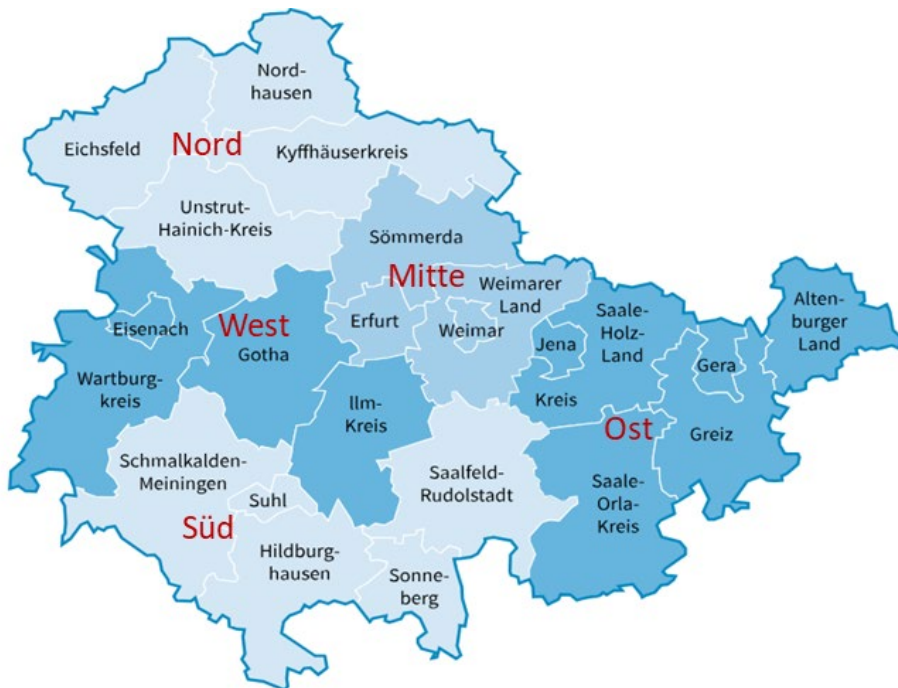 Nord-
hausen
Eichsfeld
Nord
Kyffhäuserkreis
Unstrut-
Hainich-Kreis
Sömmerda
Mitte
Weimarer
Land
Erfurt
Weimar
Eisenach
West
Gotha
Wartburg-
kreis
Ilm-
Kreis
Jena
Saale-
Holz-
Land
Kreis
Gera
Alten-
burger
Land
Ost
Greiz
Saale-
Orla-
Kreis
Schmalkalden-
Meiningen
Suhl
Süd
Hildburg-
hausen
Saalfeld-
Rudolstadt
Sonne-
berg